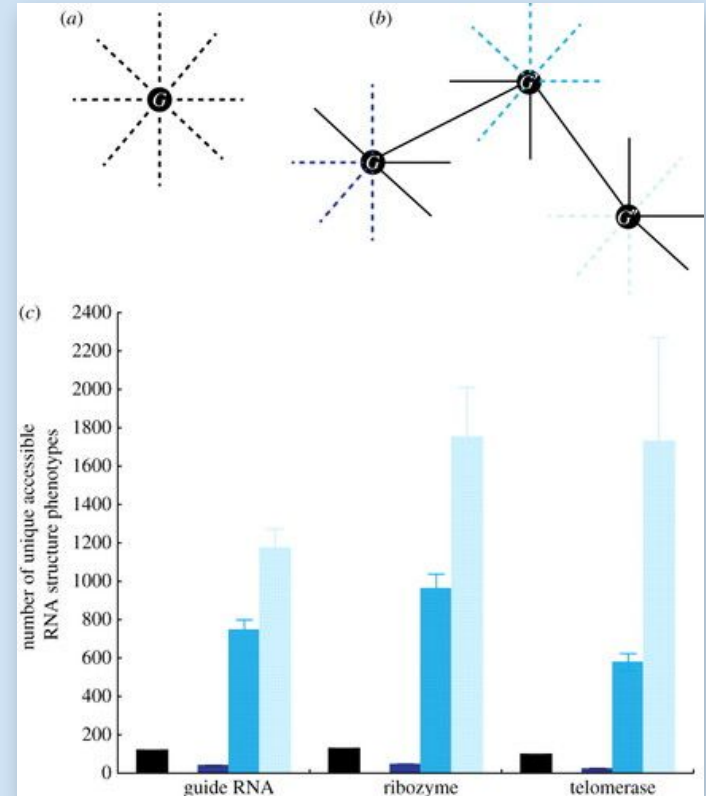 (a)
(b)
G
G
G'
G"
(c)
2400
2200
2000
1800
1600
1400
1200
1000
800
600
400
200
0
number of unique accessible
RNA structure phenotypes
guide RNA
ribozyme
telomerase